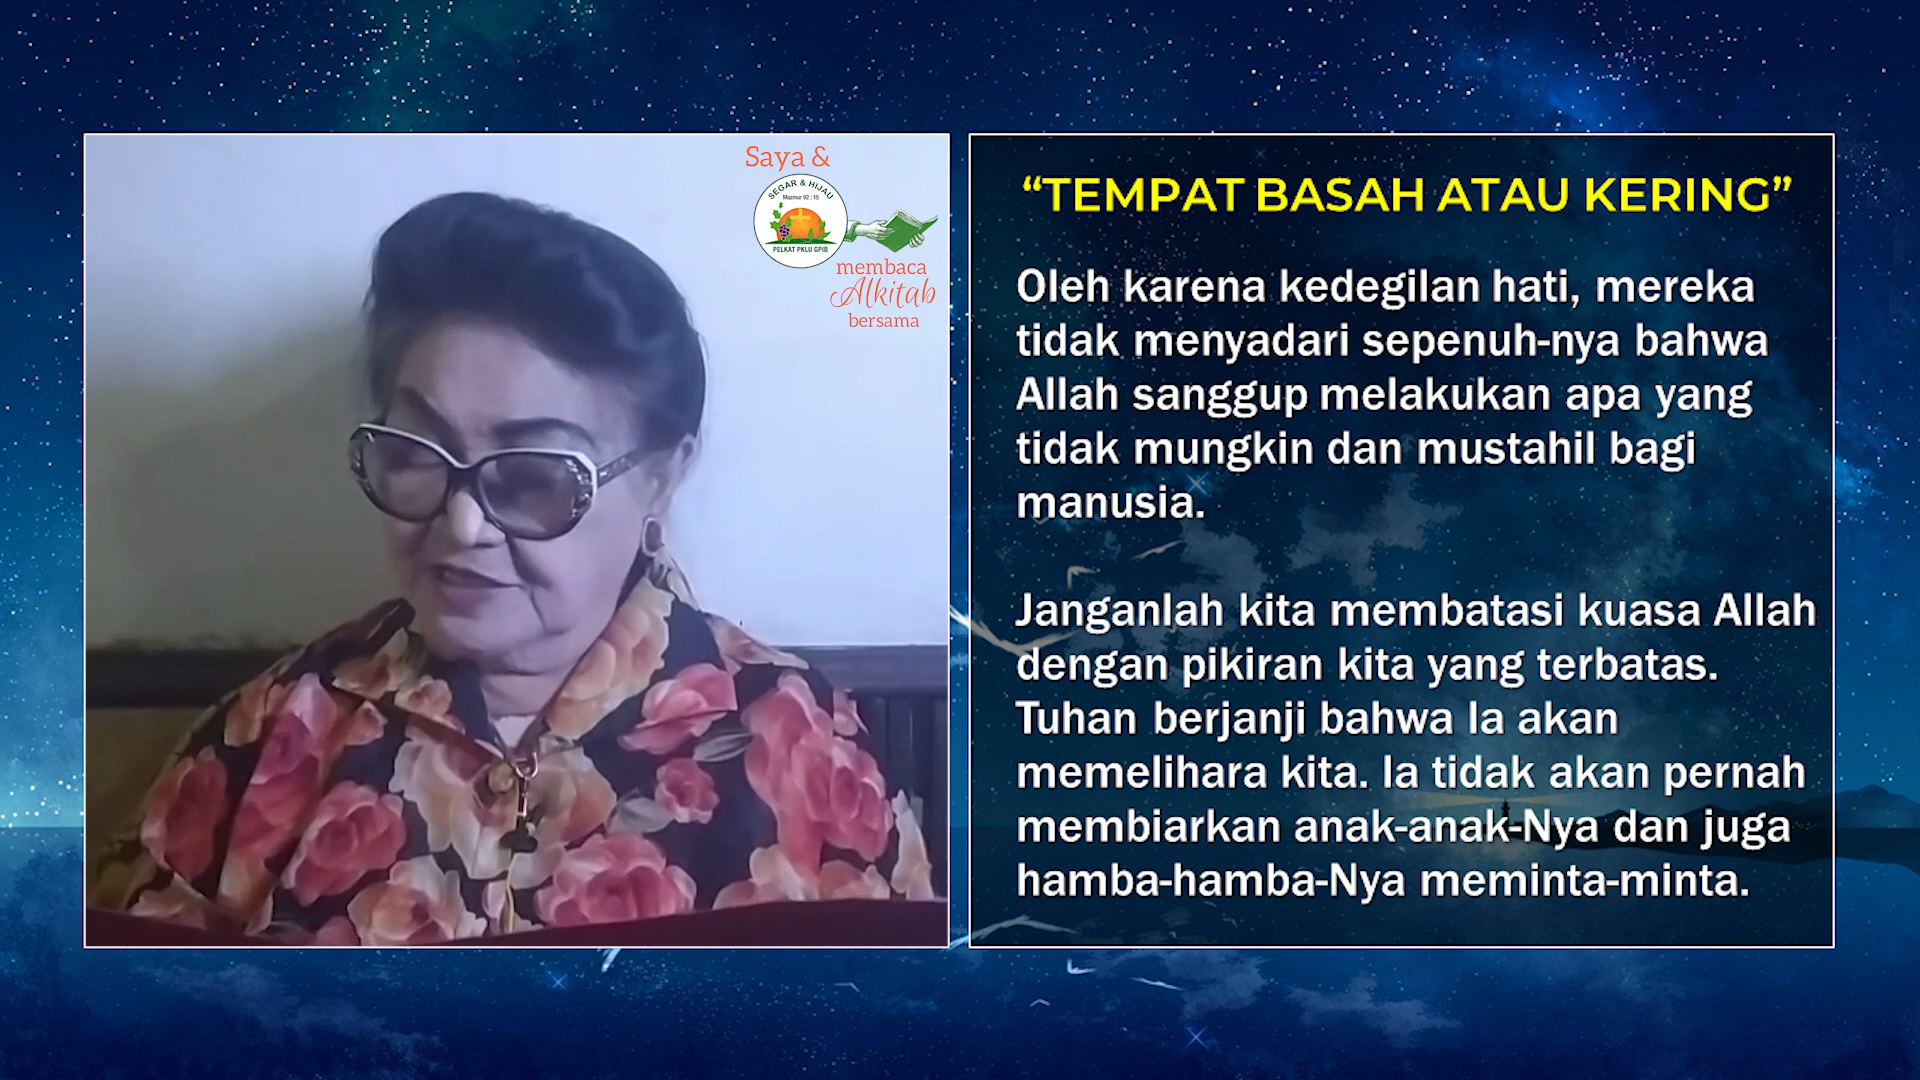 Saya &
SEGAR & HIJAU
Mazmur 92 : 15
PELKAT PKLU GPIB
membaca
Alkitab
bersama
“TEMPAT BASAH ATAU KERING”
Oleh karena kedegilan hati, mereka
tidak menyadari sepenuh-nya bahwa
Allah sanggup melakukan apa yang
tidak mungkin dan mustahil bagi
manusia.
Janganlah kita membatasi kuasa Allah
dengan pikiran kita yang terbatas.
Tuhan berjanji bahwa Ia akan
memelihara kita. Ia tidak akan pernah
membiarkan anak-anak-Nya dan juga
hamba-hamba-Nya meminta-minta.